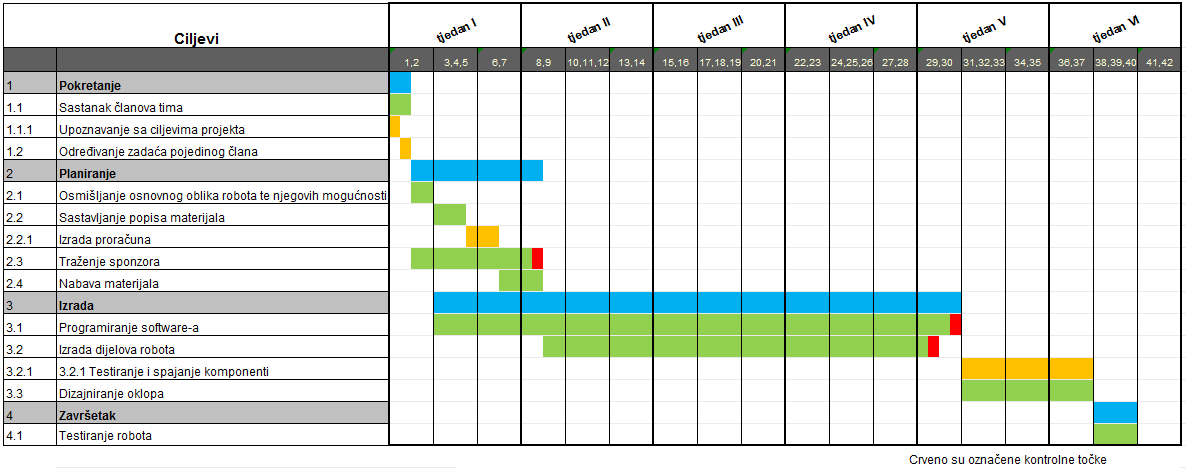 Ciljevi tjedan I tjedan II tjedan III tjedan IV tjedan V tjedan VI
1,2 3,4,5 6,7 8,9 10,11,12 13,14 15,16 17,18,19 20,21 22,23 24,25,26 27,28 29,30 31,32,33 34,35 36,37 38,39,40 41,42
1 Pokretanje
1.1 Sastanak članova tima
1.1.1 Upoznavanje sa ciljevima projekta
1.2 Određivanje zadaća pojedinog člana
2 Planiranje
2.1 Osmišljanje osnovnog oblika robota te njegovih mogućnosti
2.2 Sastavljanje popisa materijala
2.2.1 Izrada proračuna
2.3 Traženje sponzora
2.4 Nabava materijala
3 Izrada
3.1 Programiranje software-a
3.2 Izrada dijelova robota
3.2.1 3.2.1 Testiranje i spajanje komponenti
3.3 Dizajniranje oklopa
4 Završetak
4.1 Testiranje robota
Crveno su označene kontrolne točke